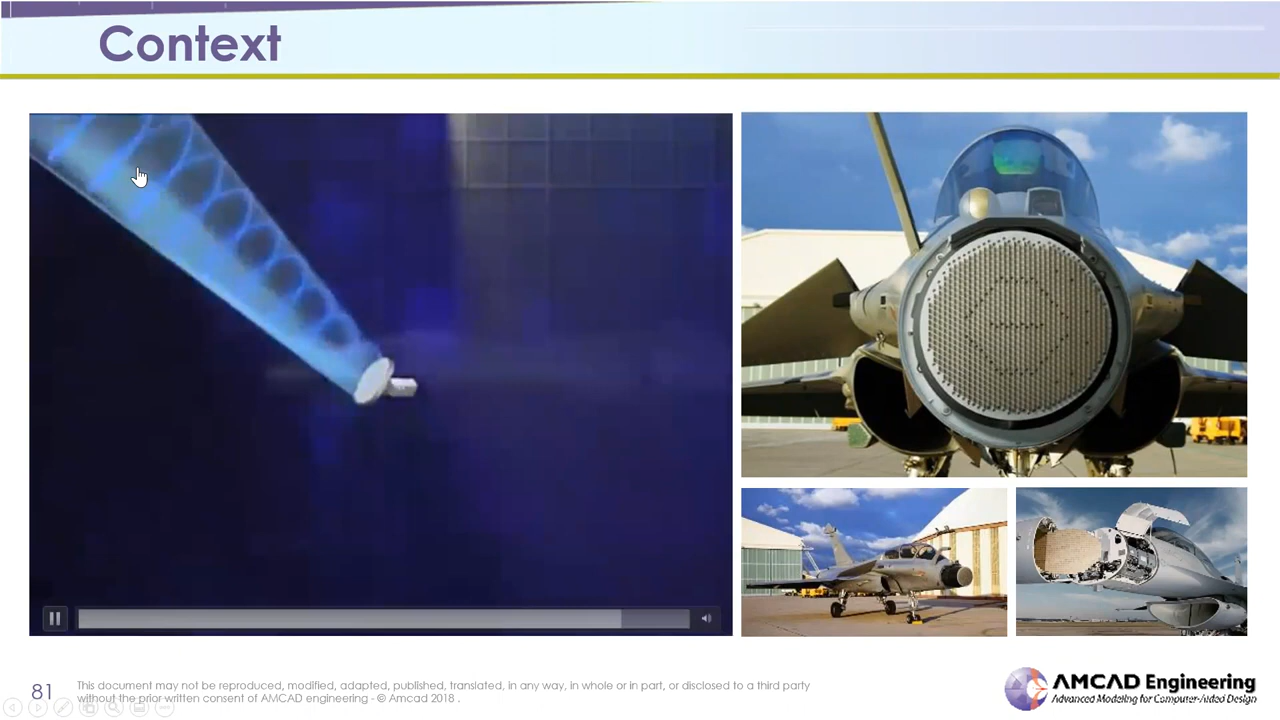 Context
81
This document may not be reproduced, modified, adapted, published, translated, in any way, in whole or in part, or disclosed to a third party
without the prior written consent of AMCAD engineering - © Amcad 2018 .
AMCAD Engineering
Advanced Modeling for Computer-Aided Design